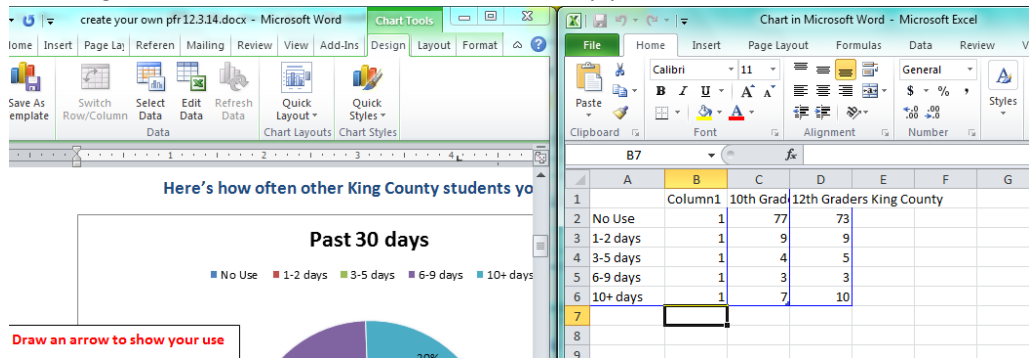 create your own pfr 12.3.14.docx - Microsoft Word
Chart Tools
Home Insert Page Lay Referen Mailing Review View Add-Ins Design Layout Format
Save As Template
Switch Row/Column
Select Data
Edit Data
Refresh Data
Quick Layout
Quick Styles
Data
Chart Layouts
Chart Styles
1 2 3 4
Here's how often other King County students yo
Past 30 days
No Use 1-2 days 3-5 days 6-9 days 10+ days
Draw an arrow to show your use
20%
Chart in Microsoft Word - Microsoft Excel
File Home Insert Page Layout Formulas Data Review V
Paste
Calibri 11
B I U A A
General
$ % ,
Styles
Clipboard Font Alignment Number
B7 fx
A B C D E F G
1 Column1 10th Grade 12th Graders King County
2 No Use 1 77 73
3 1-2 days 1 9 9
4 3-5 days 1 4 5
5 6-9 days 1 3 3
6 10+ days 1 7 10
7
8
9